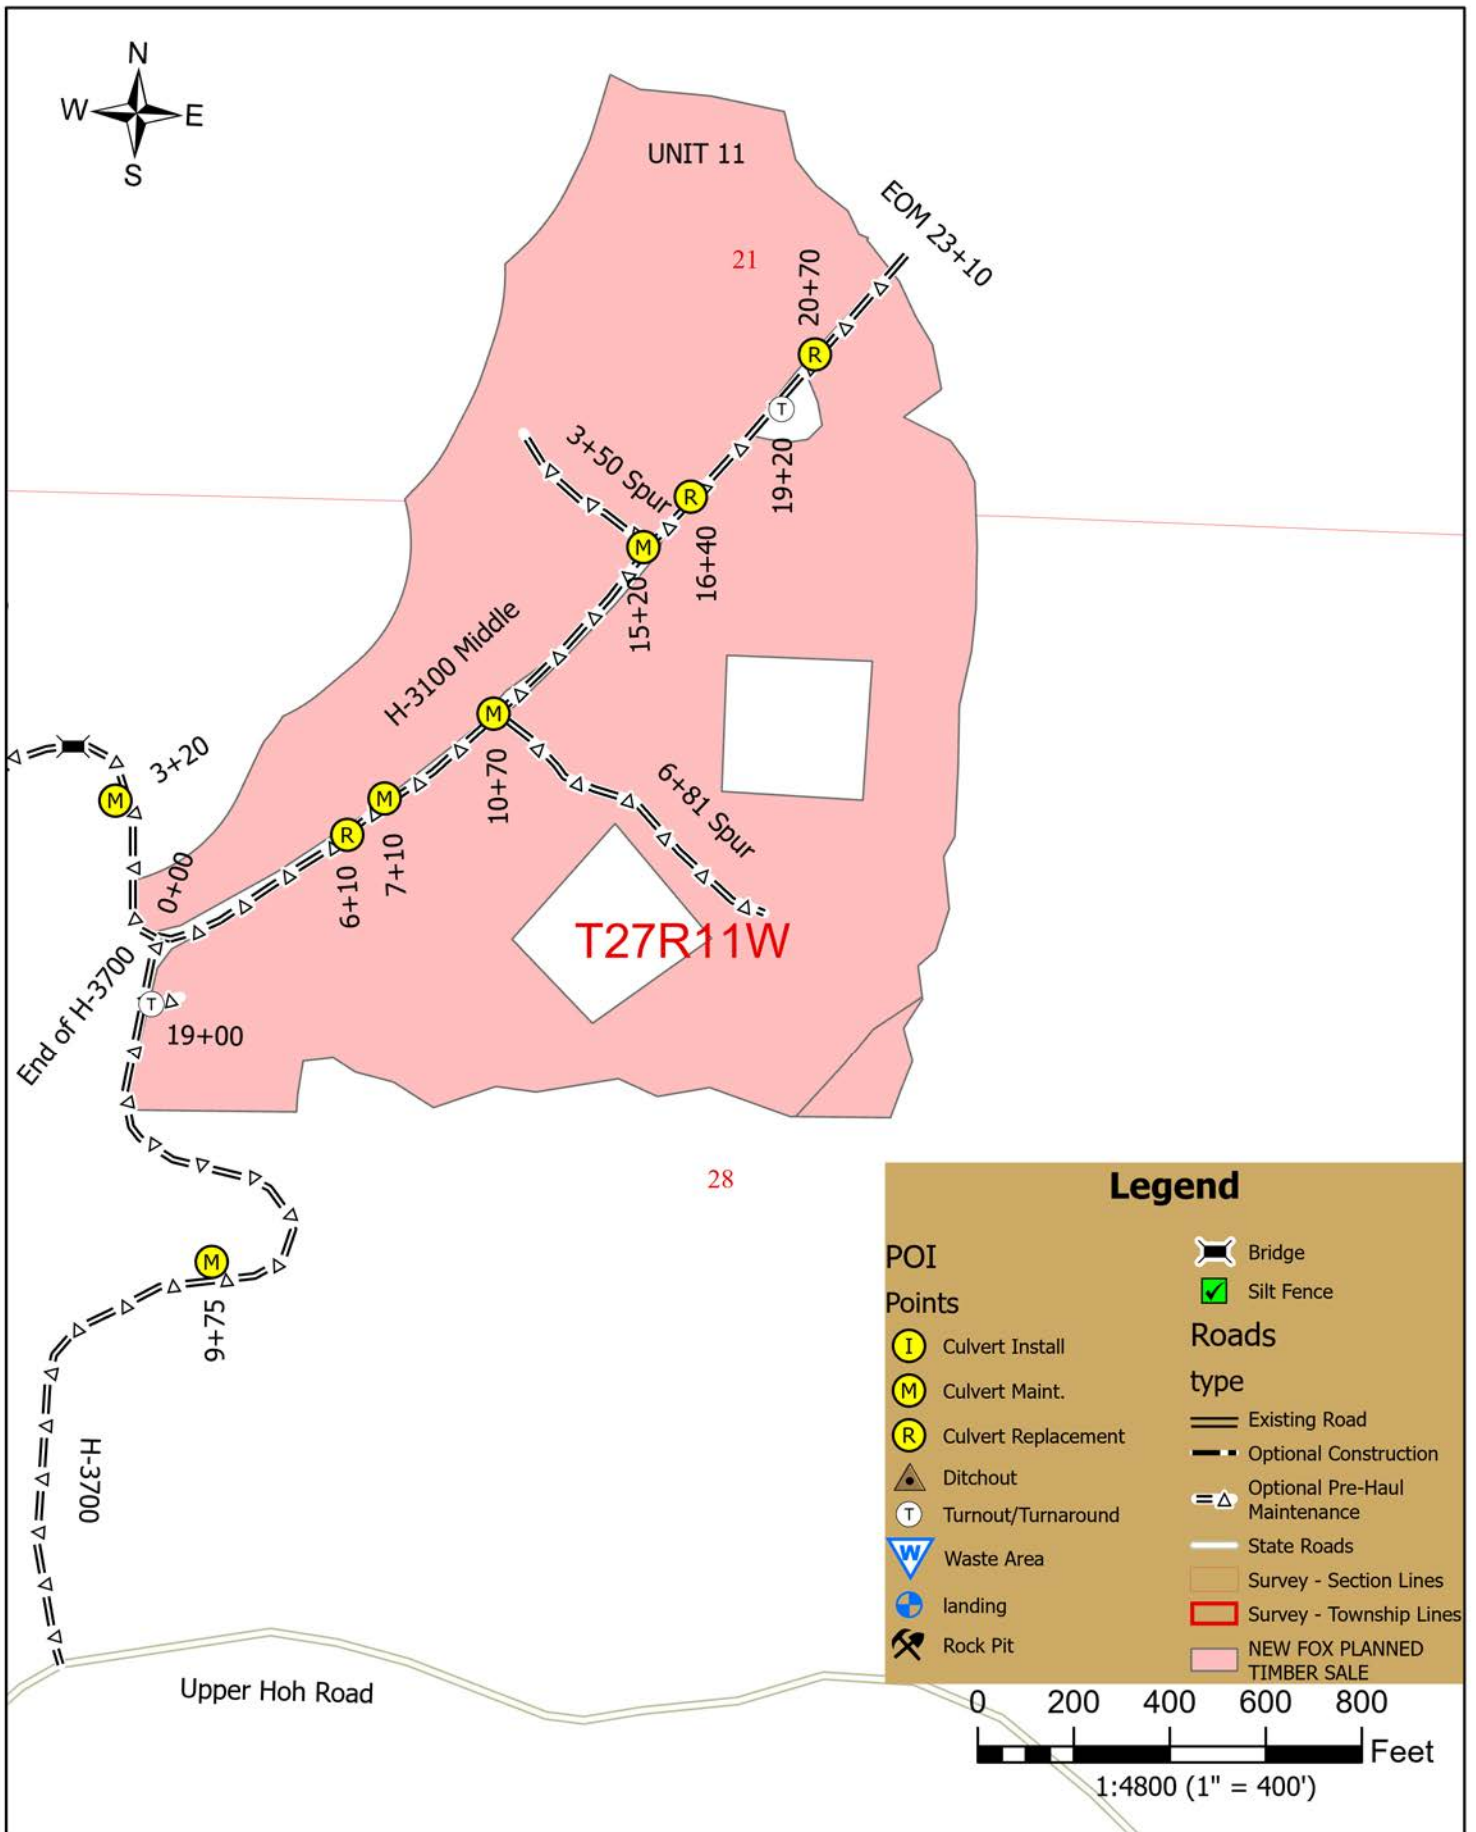 N
W
E
S
UNIT 11
EOM 23+10
21
20+70
R
T
19+20
3+50 Spur
R
16+40
M
15+20
H-3100 Middle
M
10+70
3+20
M
M
7+10
R
6+10
6+81 Spur
0+00
T27R11W
End of H-3700
T
19+00
28
M
9+75
H-3700
Upper Hoh Road
Legend
POI
Points
I Culvert Install
M Culvert Maint.
R Culvert Replacement
Ditchout
T Turnout/Turnaround
W Waste Area
landing
Rock Pit
Bridge
Silt Fence
Roads
type
Existing Road
Optional Construction
Optional Pre-Haul
Maintenance
State Roads
Survey - Section Lines
Survey - Township Lines
NEW FOX PLANNED
TIMBER SALE
0 200 400 600 800
Feet
1:4800 (1" = 400')